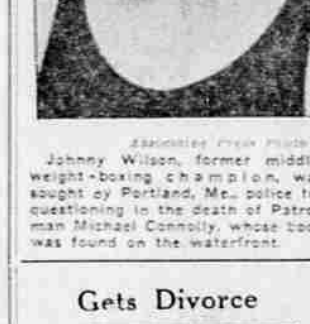 Associated Press Photo
Johnny Wilson, former middl
weight-boxing champion, wa
sought by Portland, Me., police f
questioning in the death of Patro
man Michael Connolly, whose bod
was found on the waterfront.
Gets Divorce